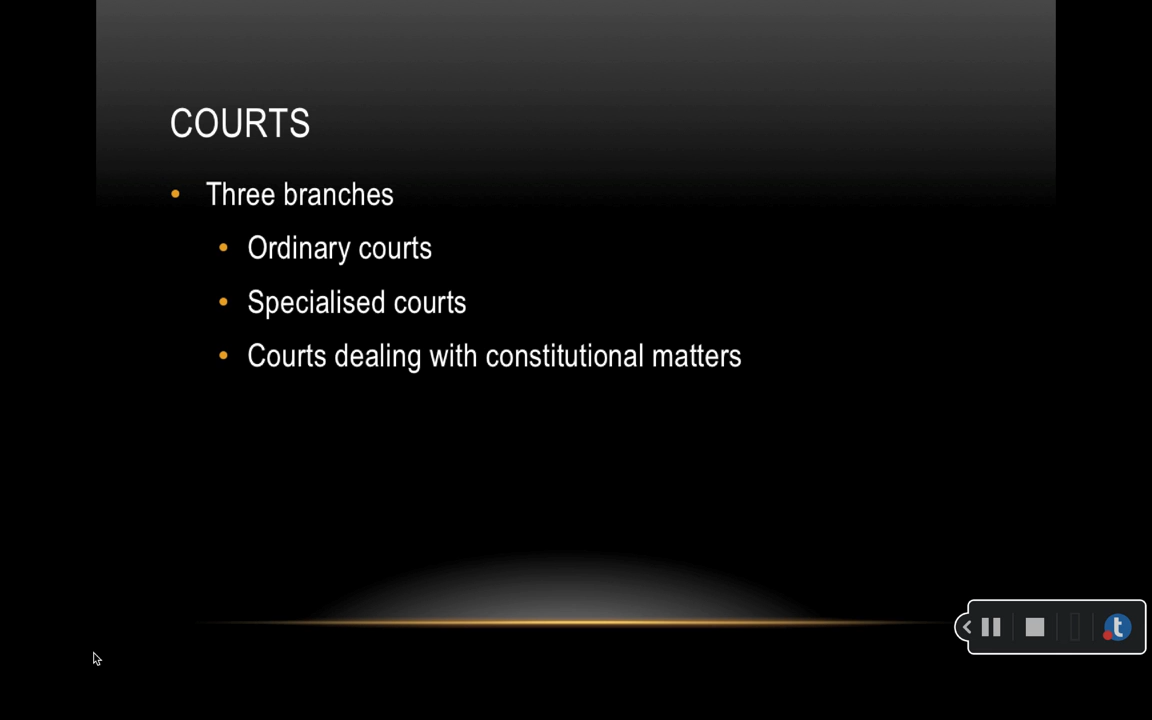 COURTS
• Three branches
• Ordinary courts
• Specialised courts
• Courts dealing with constitutional matters
t